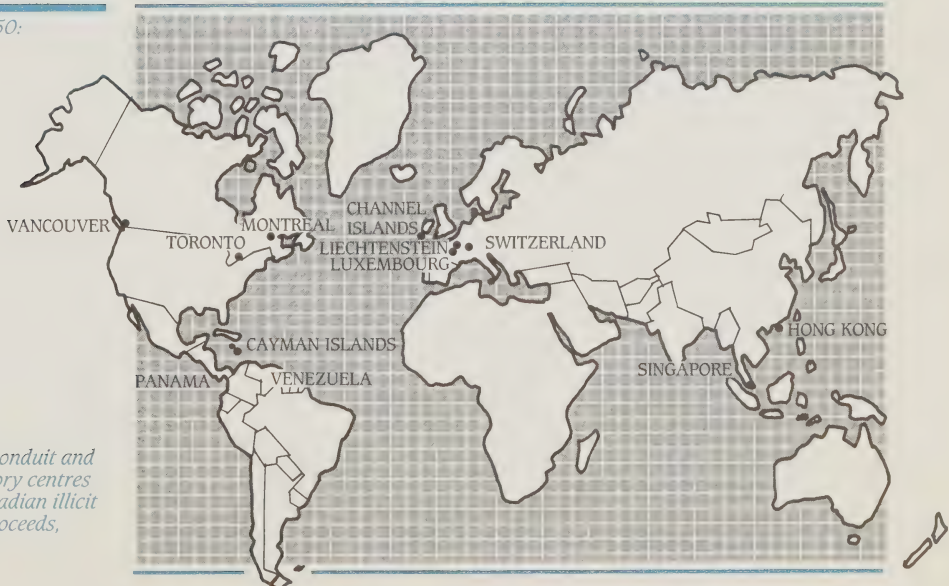 50:
VANCOUVER
TORONTO
MONTREAL
CHANNEL
ISLANDS
LIECHTENSTEIN
LUXEMBOURG
SWITZERLAND
CAYMAN ISLANDS
PANAMA
VENEZUELA
HONG KONG
SINGAPORE
onduit and
ory centres
adian illicit
oceeds,